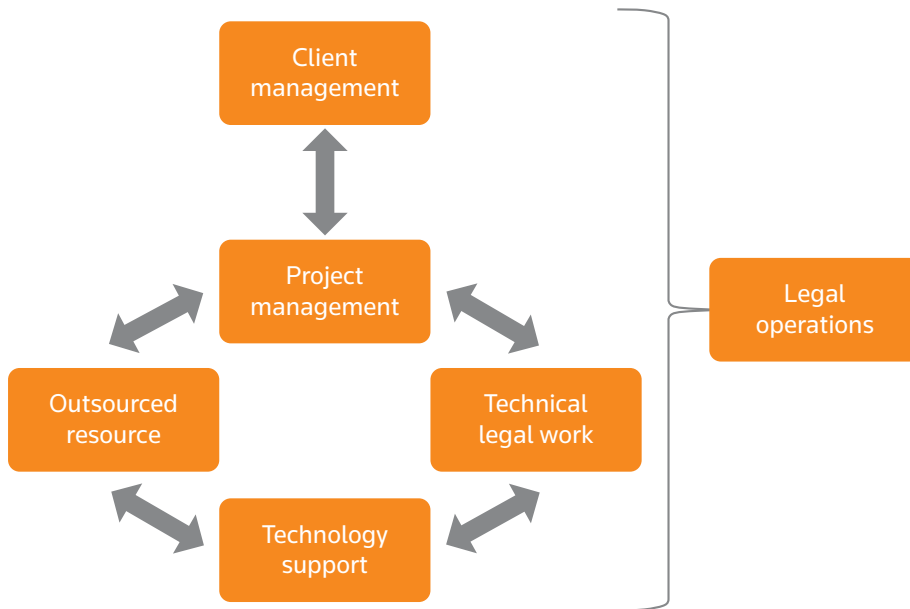 Client
management
Project
management
Legal
operations
Outsourced
resource
Technical
legal work
Technology
support